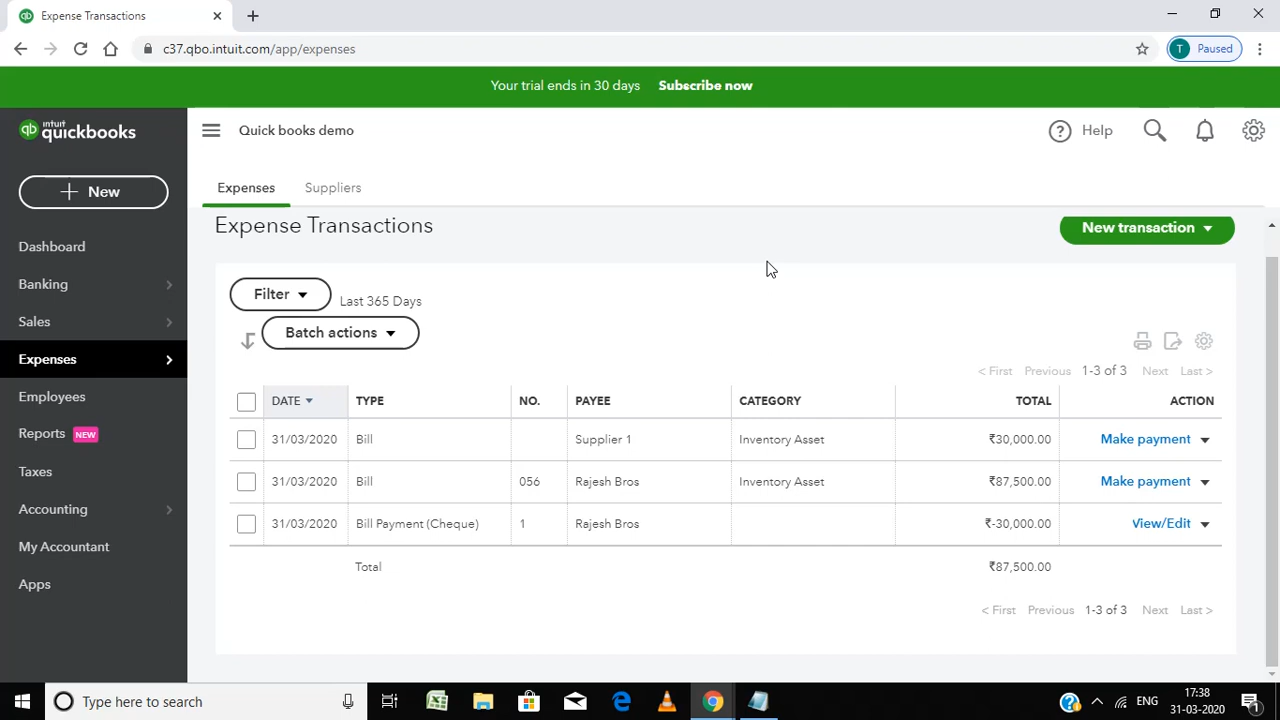 Expense Transactions
c37.qbo.intuit.com/app/expenses
T Paused
Your trial ends in 30 days Subscribe now
qb intuit quickbooks
Quick books demo
Help
New
Expenses Suppliers
Expense Transactions
New transaction
Dashboard
Banking
Sales
Expenses
Employees
Reports NEW
Taxes
Accounting
My Accountant
Apps
Filter Last 365 Days
Batch actions
< First Previous 1-3 of 3 Next Last >
DATE TYPE NO. PAYEE CATEGORY TOTAL ACTION
31/03/2020 Bill Supplier 1 Inventory Asset ₹30,000.00 Make payment
31/03/2020 Bill 056 Rajesh Bros Inventory Asset ₹87,500.00 Make payment
31/03/2020 Bill Payment (Cheque) 1 Rajesh Bros ₹-30,000.00 View/Edit
Total ₹87,500.00
< First Previous 1-3 of 3 Next Last >
Type here to search
ENG
17:38
31-03-2020
1